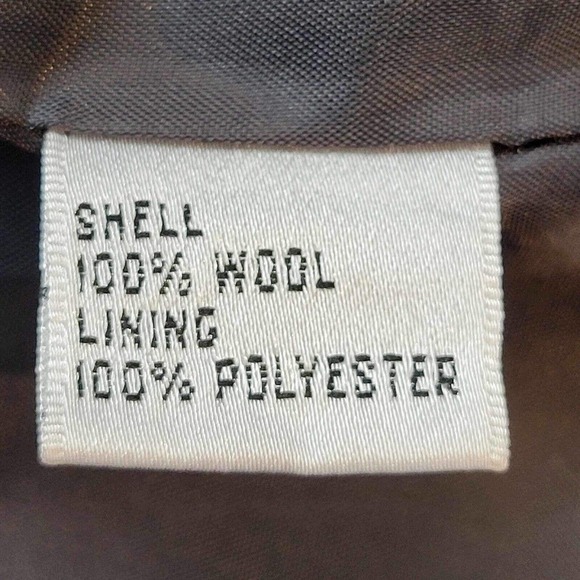 SHELL
100% WOOL
LINING
100% POLYESTER